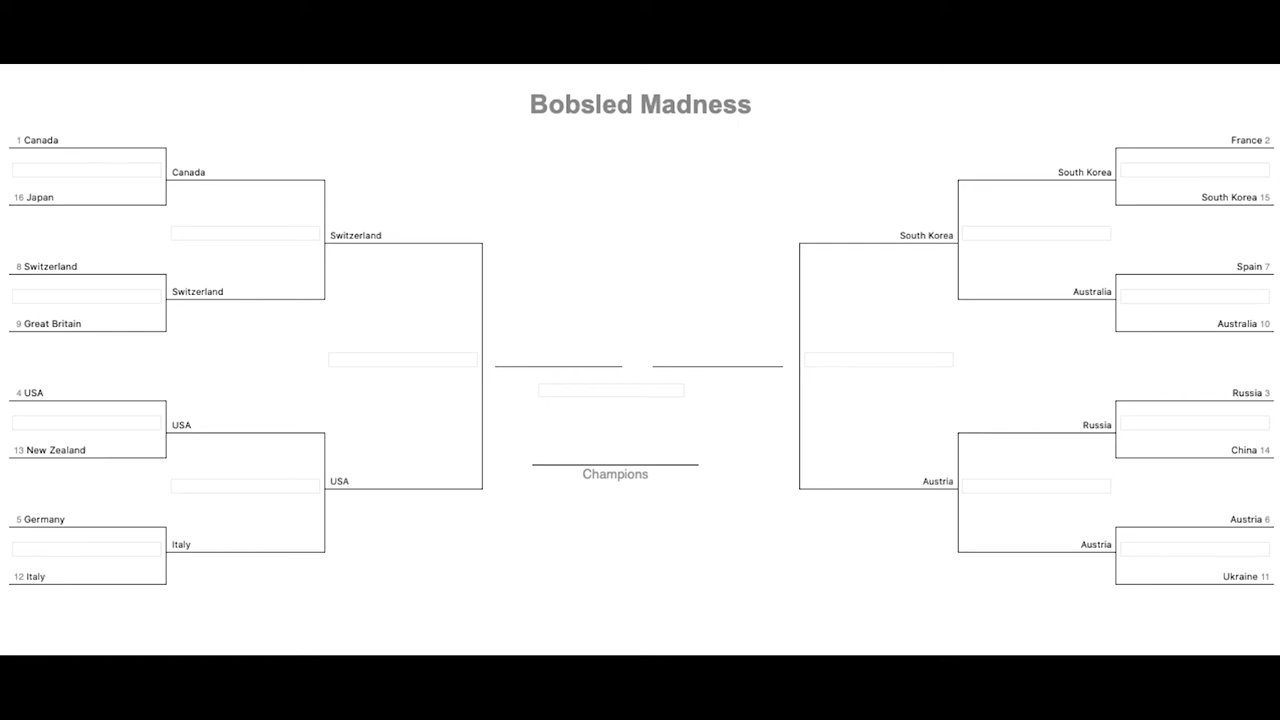 Bobsled Madness
1 Canada
16 Japan
8 Switzerland
9 Great Britain
4 USA
13 New Zealand
5 Germany
12 Italy
Canada
Switzerland
USA
Italy
Switzerland
USA
Champions
South Korea
Austria
South Korea
Australia
Russia
Austria
France 2
South Korea 15
Spain 7
Australia 10
Russia 3
China 14
Austria 6
Ukraine 11